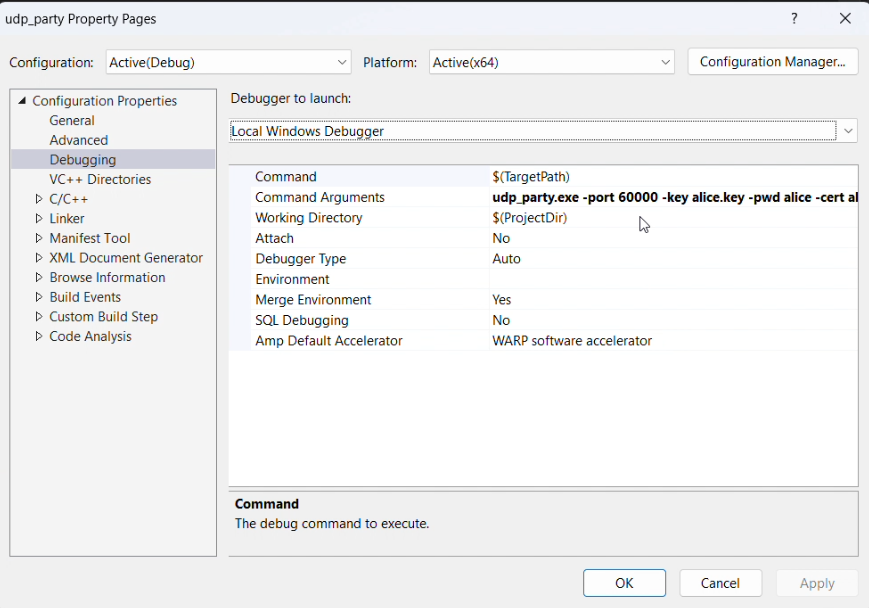 udp_party Property Pages
?
Configuration: Active(Debug) Platform: Active(x64) Configuration Manager...
Configuration Properties
General
Advanced
Debugging
VC++ Directories
C/C++
Linker
Manifest Tool
XML Document Generator
Browse Information
Build Events
Custom Build Step
Code Analysis
Debugger to launch:
Local Windows Debugger
Command $(TargetPath)
Command Arguments udp_party.exe -port 60000 -key alice.key -pwd alice -cert al
Working Directory $(ProjectDir)
Attach No
Debugger Type Auto
Environment
Merge Environment Yes
SQL Debugging No
Amp Default Accelerator WARP software accelerator
Command
The debug command to execute.
OK Cancel Apply